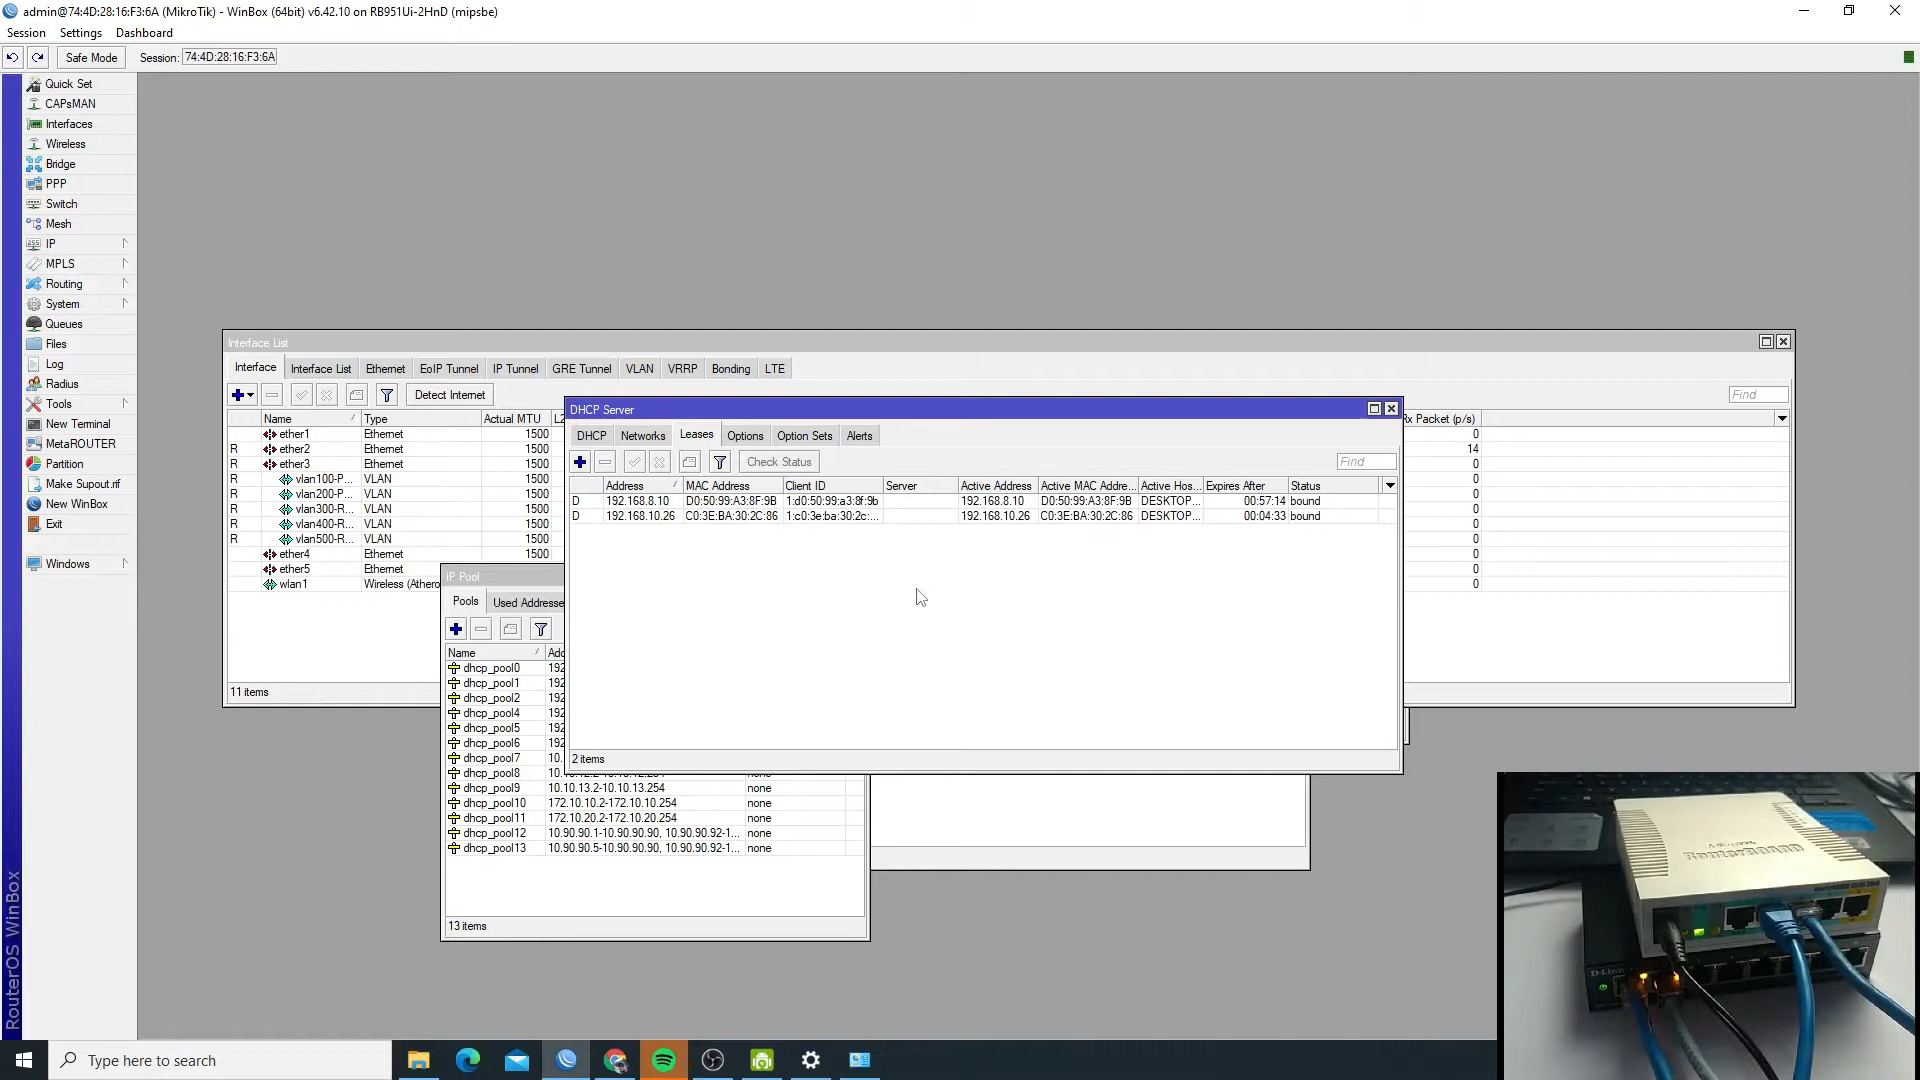 admin@74:4D:28:16:F3:6A (MikroTik) - WinBox (64bit) v6.42.10 on RB951Ui-2HnD (mipsbe)
Session Settings Dashboard
Safe Mode Session: 74:4D:28:16:F3:6A
Quick Set
CAPsMAN
Interfaces
Wireless
Bridge
PPP
Switch
Mesh
IP
MPLS
Routing
System
Queues
Files
Log
Radius
Tools
New Terminal
MetaROUTER
Partition
Make Supout.rif
New WinBox
Exit
Windows
RouterOS WinBox
Interface List
Interface Interface List Ethernet EoIP Tunnel IP Tunnel GRE Tunnel VLAN VRRP Bonding LTE
Detect Internet Find
Name Type Actual MTU L2 Rx Packet (p/s)
ether1 Ethernet 1500 0
R ether2 Ethernet 1500 14
R ether3 Ethernet 1500 0
R vlan100-P... VLAN 1500 0
R vlan200-P... VLAN 1500 0
R vlan300-R... VLAN 1500 0
R vlan400-R... VLAN 1500 0
R vlan500-R... VLAN 1500 0
ether4 Ethernet 1500 0
ether5 Ethernet 0
wlan1 Wireless (Athero 0
11 items
DHCP Server
DHCP Networks Leases Options Option Sets Alerts
Check Status Find
Address MAC Address Client ID Server Active Address Active MAC Addre... Active Hos... Expires After Status
D 192.168.8.10 D0:50:99:A3:8F:9B 1:d0:50:99:a3:8f:9b 192.168.8.10 D0:50:99:A3:8F:9B DESKTOP... 00:57:14 bound
D 192.168.10.26 C0:3E:BA:30:2C:86 1:c0:3e:ba:30:2c:... 192.168.10.26 C0:3E:BA:30:2C:86 DESKTOP... 00:04:33 bound
2 items
IP Pool
Pools Used Addresse
Name Add
dhcp_pool0 192
dhcp_pool1 192
dhcp_pool2 192
dhcp_pool4 192
dhcp_pool5 192
dhcp_pool6 192
dhcp_pool7 10.
dhcp_pool8
dhcp_pool9 10.10.13.2-10.10.13.254 none
dhcp_pool10 172.10.10.2-172.10.10.254 none
dhcp_pool11 172.10.20.2-172.10.20.254 none
dhcp_pool12 10.90.90.1-10.90.90.90, 10.90.90.92-1... none
dhcp_pool13 10.90.90.5-10.90.90.90, 10.90.90.92-1... none
13 items
RouterBOARD
D-Link
Type here to search